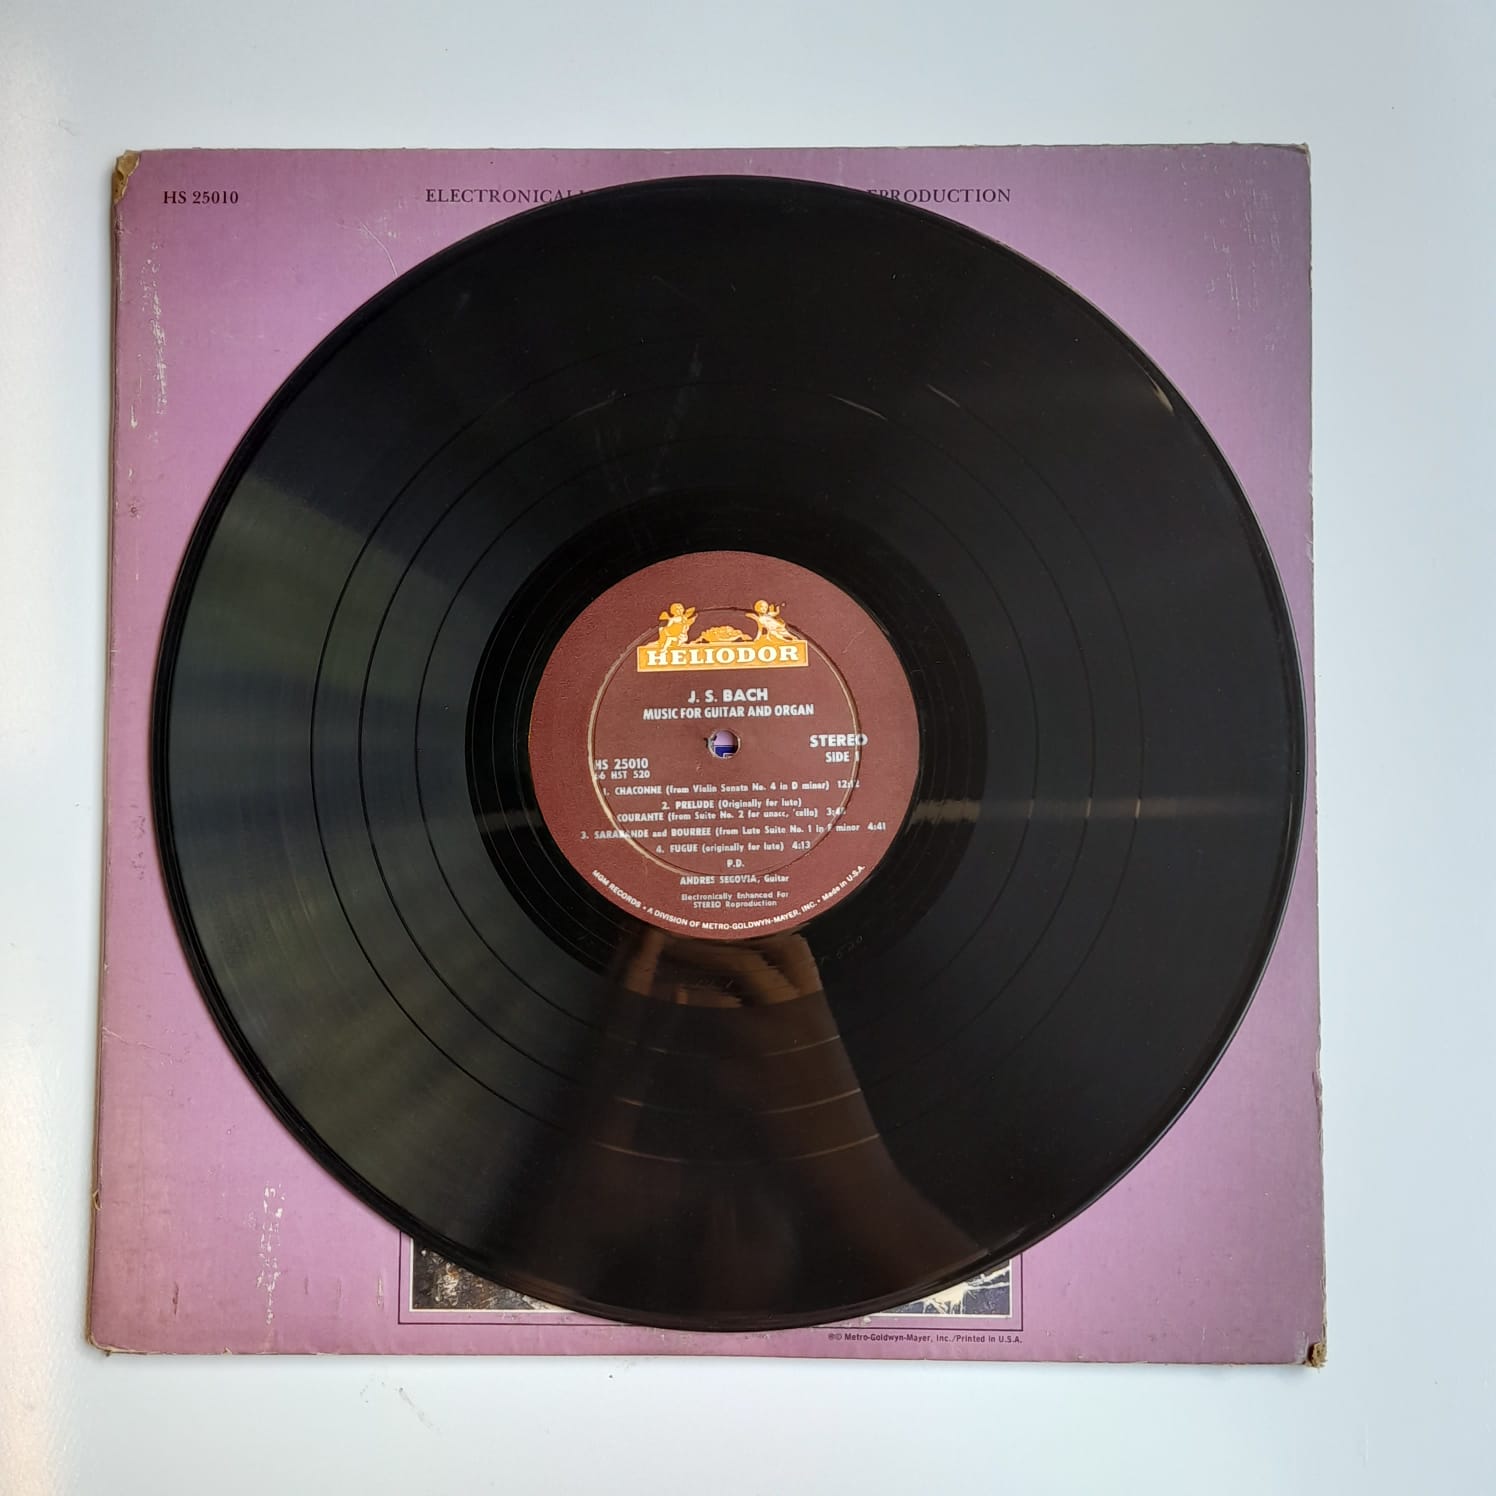 HS 25010
REPRODUCTION
HELIODOR
J. S. BACH
MUSIC FOR GUITAR AND ORGAN
STEREO
SIDE 1
HS 25010
HST 520
1. CHACONNE (from Violin Sonata No. 4 in D minor)
2. PRELUDE (Originally for lute)
COURANTE (from Suite No. 2 for unacc. 'cello)
3. SARABANDE and BOURREE (from Lute Suite No. 1 in E minor 4:41
4. FUGUE (originally for lute) 4:13
P.D.
ANDRES SEGOVIA, Guitar
Electronically Enhanced For
STEREO Reproduction
MGM RECORDS • A DIVISION OF METRO-GOLDWYN-MAYER, INC. • Made in U.S.A.
℗© Metro-Goldwyn-Mayer, Inc./Printed in U.S.A.